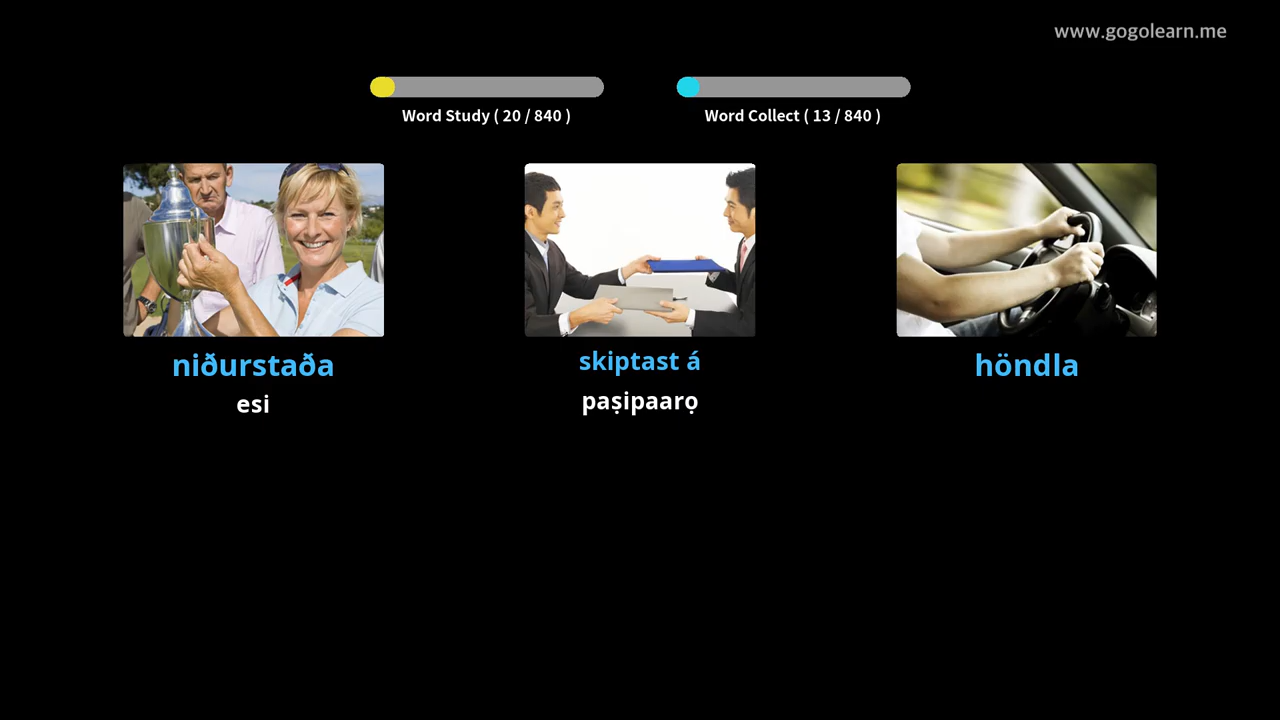 www.gogolearn.me
Word Study ( 20 / 840 )
Word Collect ( 13 / 840 )
niðurstaða
esi
skiptast á
paṣipaarọ
höndla